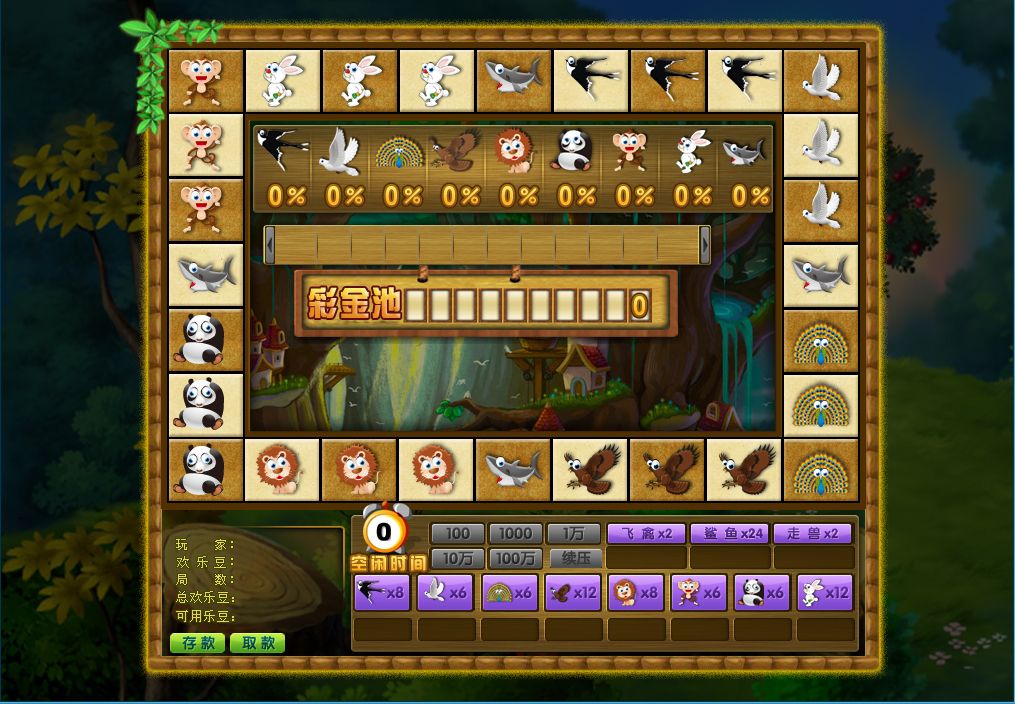 0% 0% 0% 0% 0% 0% 0% 0% 0%
彩金池 0
0
空闲时间
100 1000 1万
10万 100万 续压
飞禽x2 鲨鱼x24 走兽x2
x8 x6 x6 x12 x8 x6 x6 x12
玩 家：
欢乐豆：
局 数：
总欢乐豆：
可用乐豆：
存款 取款